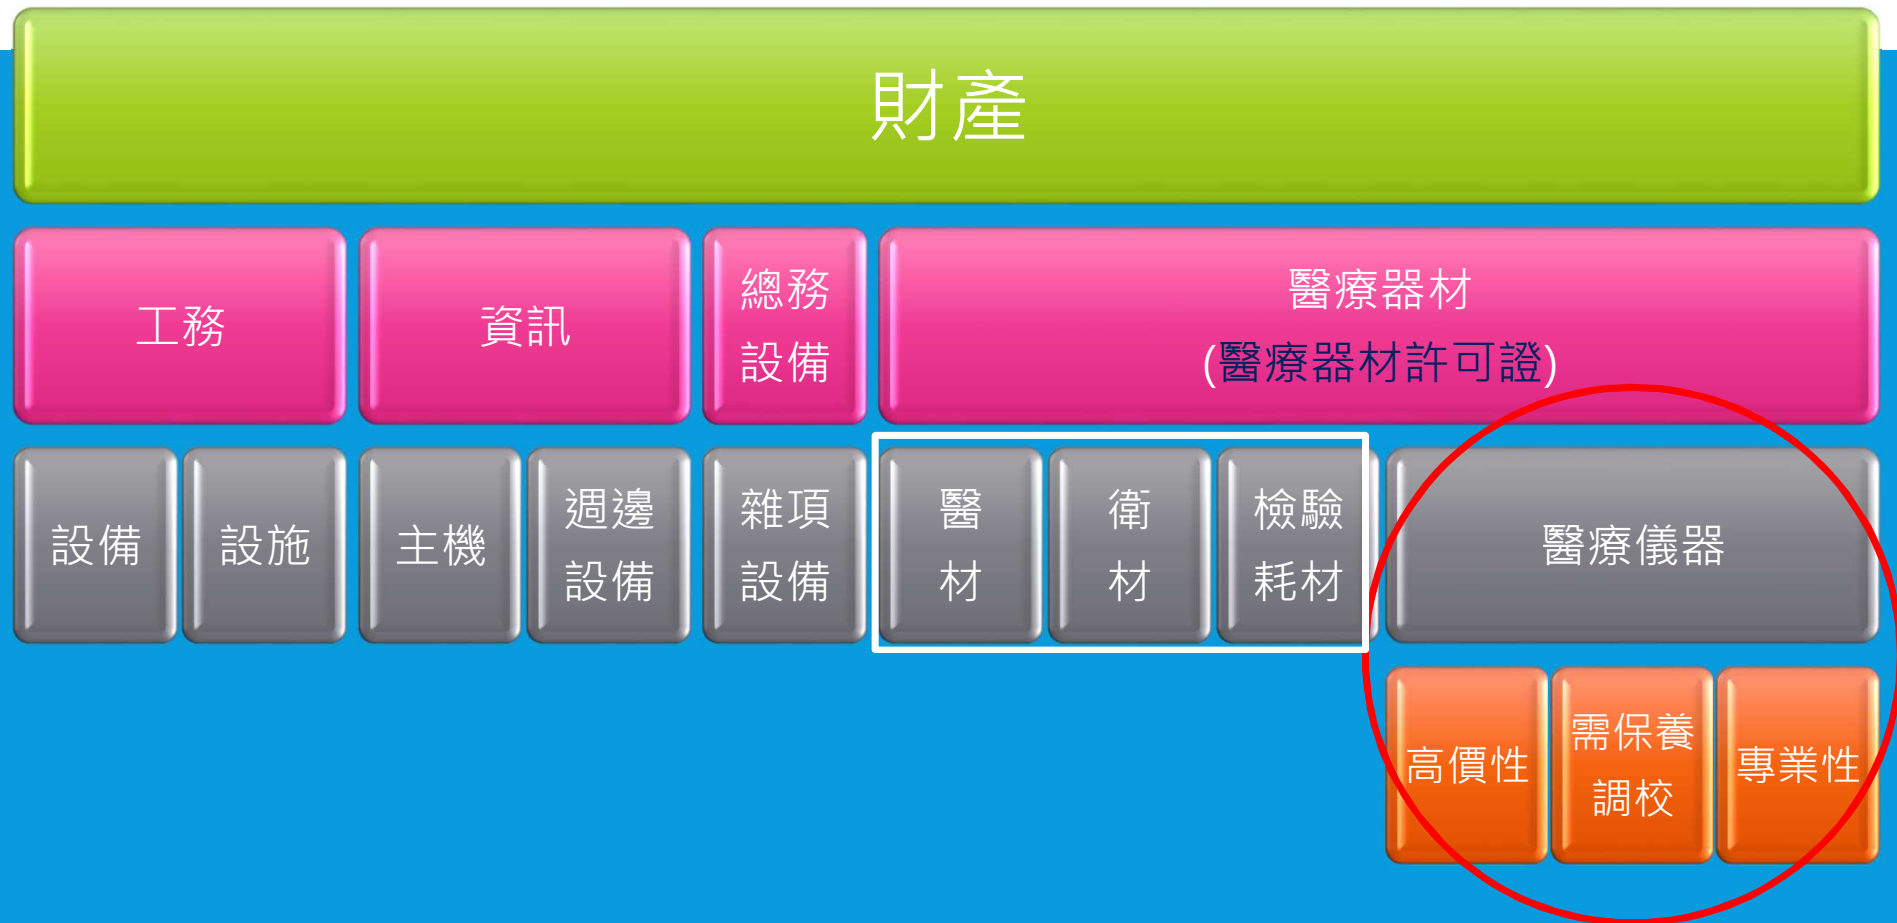 財產
工務
資訊
總務
設備
醫療器材
(醫療器材許可證)
設備
設施
主機
週邊
設備
雜項
設備
醫
材
衛
材
檢驗
耗材
醫療儀器
高價性
需保養
調校
專業性